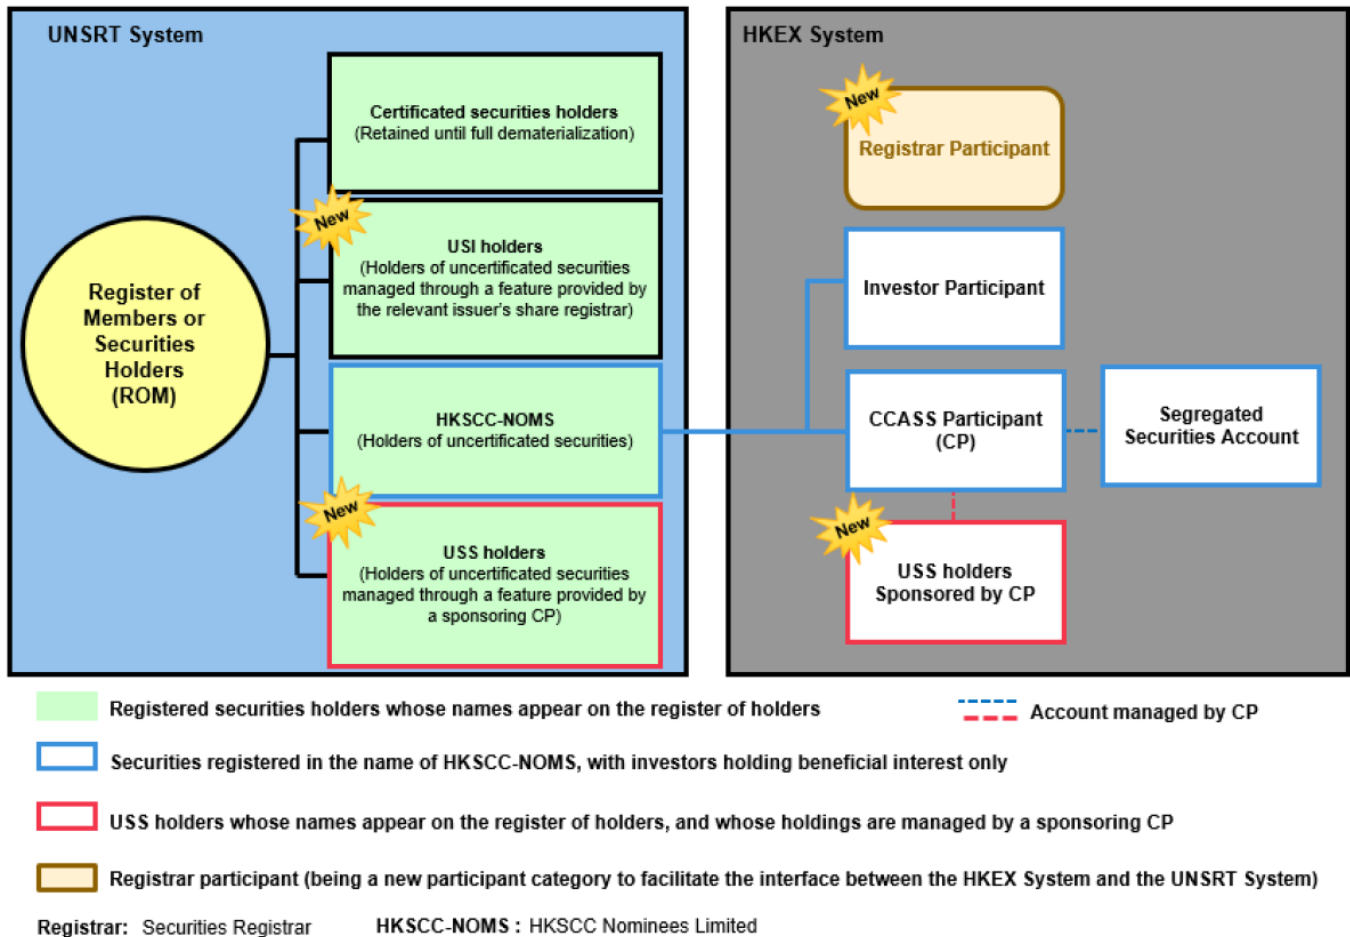 UNSRT System
Certificated securities holders
(Retained until full dematerialization)
New
USI holders
(Holders of uncertificated securities
managed through a feature provided by
the relevant issuer's share registrar)
Register of
Members or
Securities
Holders
(ROM)
HKSCC-NOMS
(Holders of uncertificated securities)
New
USS holders
(Holders of uncertificated securities
managed through a feature provided by
a sponsoring CP)
HKEX System
New
Registrar Participant
Investor Participant
CCASS Participant
(CP)
Segregated
Securities Account
New
USS holders
Sponsored by CP
Registered securities holders whose names appear on the register of holders
Account managed by CP
Securities registered in the name of HKSCC-NOMS, with investors holding beneficial interest only
USS holders whose names appear on the register of holders, and whose holdings are managed by a sponsoring CP
Registrar participant (being a new participant category to facilitate the interface between the HKEX System and the UNSRT System)
Registrar: Securities Registrar HKSCC-NOMS : HKSCC Nominees Limited